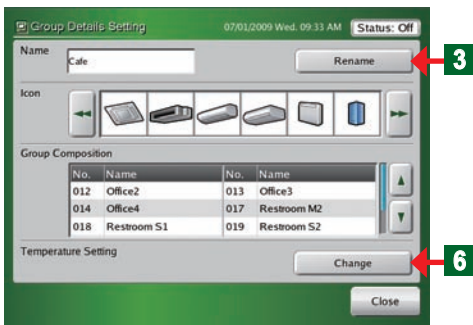 Group Details Setting 07/01/2009 Wed. 09:33 AM Status: Off
Name
Cafe
Rename
3
Icon
Group Composition
No. Name No. Name
012 Office2 013 Office3
014 Office4 017 Restroom M2
018 Restroom S1 019 Restroom S2
Temperature Setting
Change
6
Close